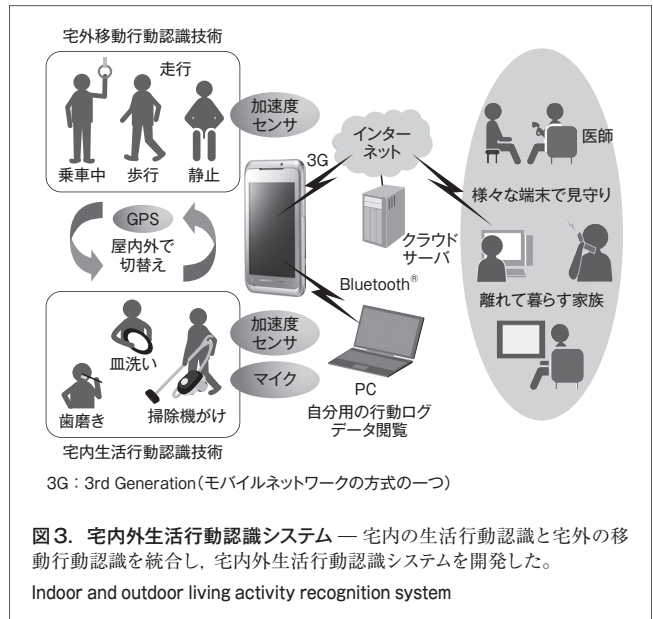 宅外移動行動認識技術
走行
乗車中
歩行
静止
加速度
センサ
3G
インター
ネット
クラウド
サーバ
GPS
屋内外で
切替え
Bluetooth®
医師
様々な端末で見守り
離れて暮らす家族
皿洗い
歯磨き
掃除機がけ
加速度
センサ
マイク
宅内生活行動認識技術
PC
自分用の行動ログ
データ閲覧
3G：3rd Generation（モバイルネットワークの方式の一つ）
図3．宅内外生活行動認識システム — 宅内の生活行動認識と宅外の移
動行動認識を統合し，宅内外生活行動認識システムを開発した。
Indoor and outdoor living activity recognition system